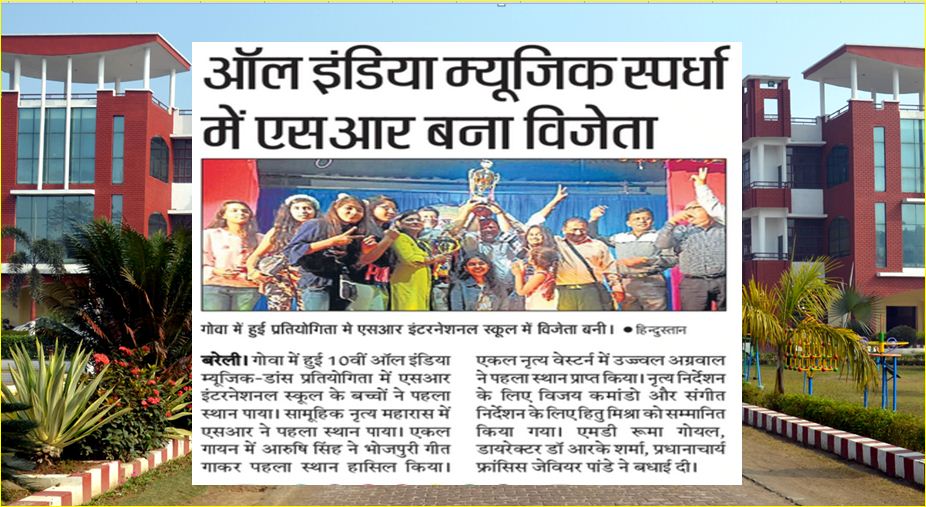 ऑल इंडिया म्यूजिक स्पर्धा
में एसआर बना विजेता
गोवा में हुई प्रतियोगिता मे एसआर इंटरनेशनल स्कूल में विजेता बनी। ● हिन्दुस्तान
बरेली। गोवा में हुई 10वीं ऑल इंडिया
म्यूजिक-डांस प्रतियोगिता में एसआर
इंटरनेशनल स्कूल के बच्चों ने पहला
स्थान पाया। सामूहिक नृत्य महारास में
एसआर ने पहला स्थान पाया। एकल
गायन में आरुषि सिंह ने भोजपुरी गीत
गाकर पहला स्थान हासिल किया।
एकल नृत्य वेस्टर्न में उज्ज्वल अग्रवाल
ने पहला स्थान प्राप्त किया। नृत्य निर्देशन
के लिए विजय कमांडो और संगीत
निर्देशन के लिए हितु मिश्रा को सम्मानित
किया गया। एमडी रूमा गोयल,
डायरेक्टर डॉ आरके शर्मा, प्रधानाचार्य
फ्रांसिस जेवियर पांडे ने बधाई दी।